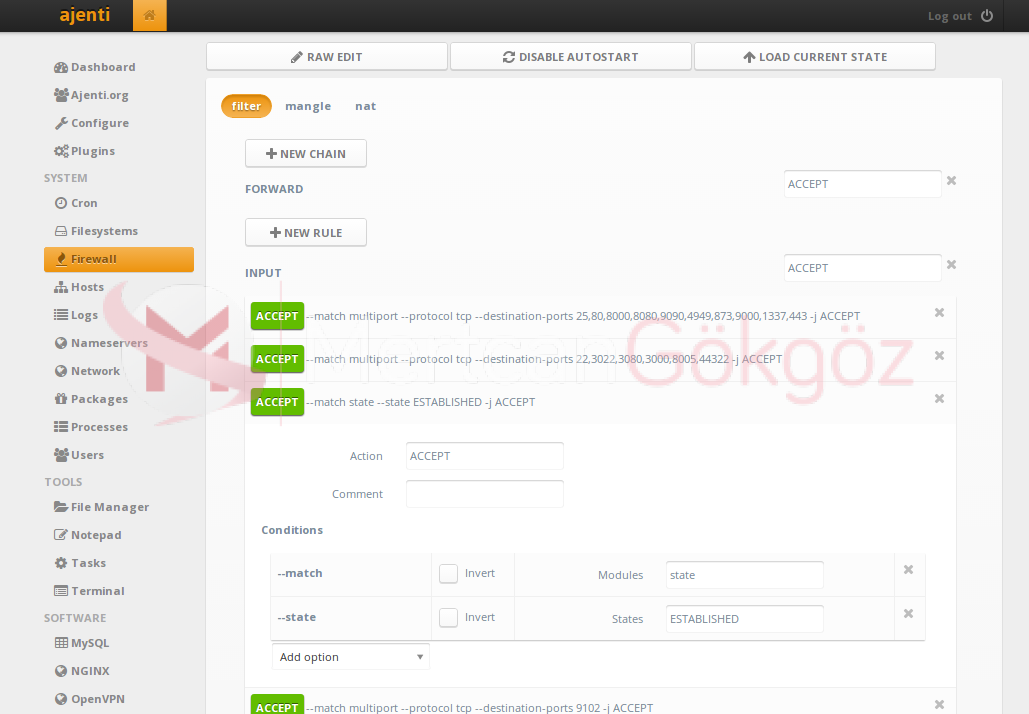 ajenti
Log out
Dashboard
Ajenti.org
Configure
Plugins
SYSTEM
Cron
Filesystems
Firewall
Hosts
Logs
Nameservers
Network
Packages
Processes
Users
TOOLS
File Manager
Notepad
Tasks
Terminal
SOFTWARE
MySQL
NGINX
OpenVPN
RAW EDIT
DISABLE AUTOSTART
LOAD CURRENT STATE
filter mangle nat
NEW CHAIN
FORWARD ACCEPT
NEW RULE
INPUT ACCEPT
ACCEPT --match multiport --protocol tcp --destination-ports 25,80,8000,8080,9090,4949,873,9000,1337,443 -j ACCEPT
ACCEPT --match multiport --protocol tcp --destination-ports 22,3022,3080,3000,8005,44322 -j ACCEPT
MertcanGökgöz
ACCEPT --match state --state ESTABLISHED -j ACCEPT
Action ACCEPT
Comment
Conditions
--match Invert Modules state
--state Invert States ESTABLISHED
Add option
ACCEPT --match multiport --protocol tcp --destination-ports 9102 -j ACCEPT